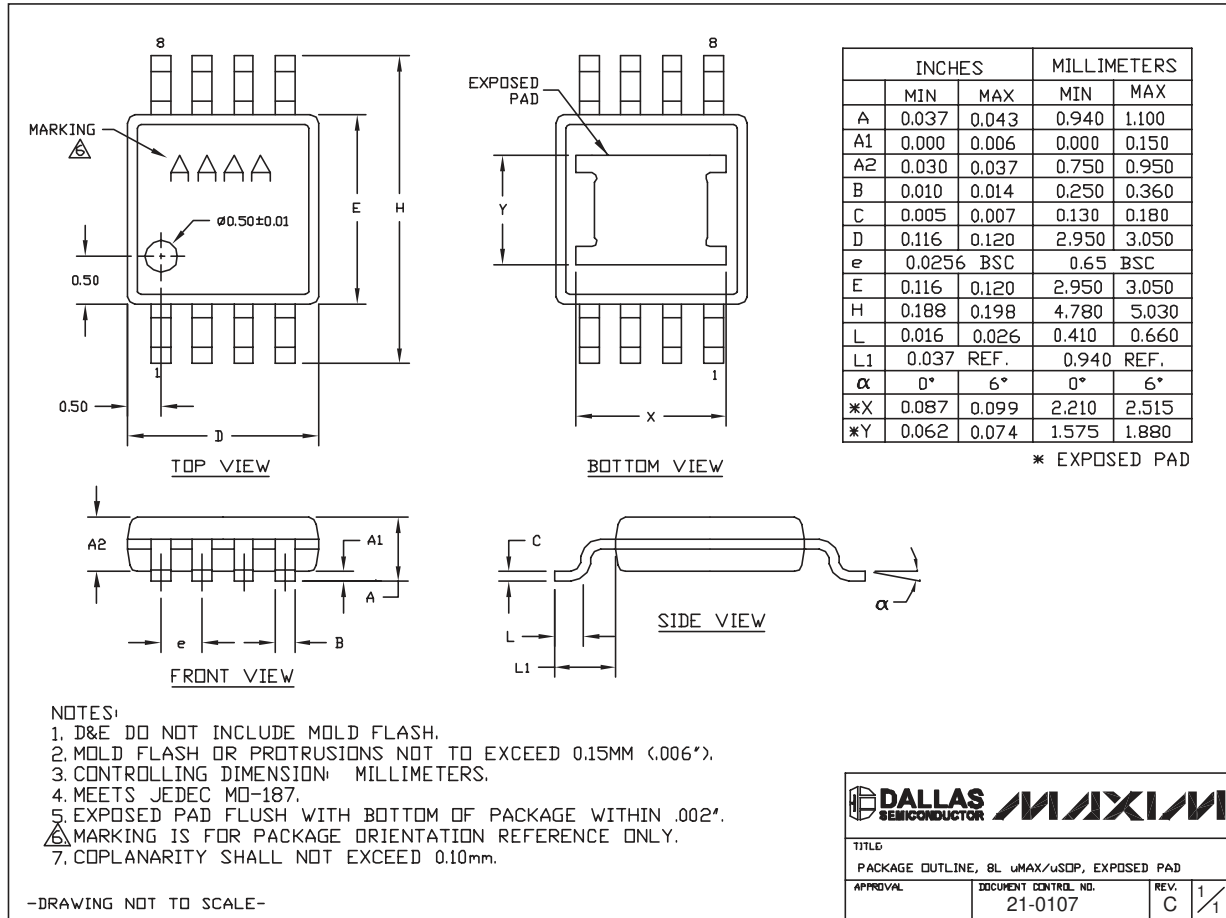 8
MARKING
6
AAAA
ø0.50±0.01
0.50
E
H
1
0.50
D
TOP VIEW
8
EXPOSED
PAD
Y
1
X
BOTTOM VIEW
INCHES MILLIMETERS
MIN MAX MIN MAX
A 0.037 0.043 0.940 1.100
A1 0.000 0.006 0.000 0.150
A2 0.030 0.037 0.750 0.950
B 0.010 0.014 0.250 0.360
C 0.005 0.007 0.130 0.180
D 0.116 0.120 2.950 3.050
e 0.0256 BSC 0.65 BSC
E 0.116 0.120 2.950 3.050
H 0.188 0.198 4.780 5.030
L 0.016 0.026 0.410 0.660
L1 0.037 REF. 0.940 REF.
α 0° 6° 0° 6°
*X 0.087 0.099 2.210 2.515
*Y 0.062 0.074 1.575 1.880
* EXPOSED PAD
A2
A1
A
e
B
FRONT VIEW
C
L
L1
α
SIDE VIEW
NOTES:
1. D&E DO NOT INCLUDE MOLD FLASH.
2. MOLD FLASH OR PROTRUSIONS NOT TO EXCEED 0.15MM (.006").
3. CONTROLLING DIMENSION: MILLIMETERS.
4. MEETS JEDEC MO-187.
5. EXPOSED PAD FLUSH WITH BOTTOM OF PACKAGE WITHIN .002".
6. MARKING IS FOR PACKAGE ORIENTATION REFERENCE ONLY.
7. COPLANARITY SHALL NOT EXCEED 0.10mm.
-DRAWING NOT TO SCALE-
DALLAS
SEMICONDUCTOR
MAXIM
TITLE:
PACKAGE OUTLINE, 8L uMAX/uSOP, EXPOSED PAD
APPROVAL
DOCUMENT CONTROL NO.
21-0107
REV.
C
1/1